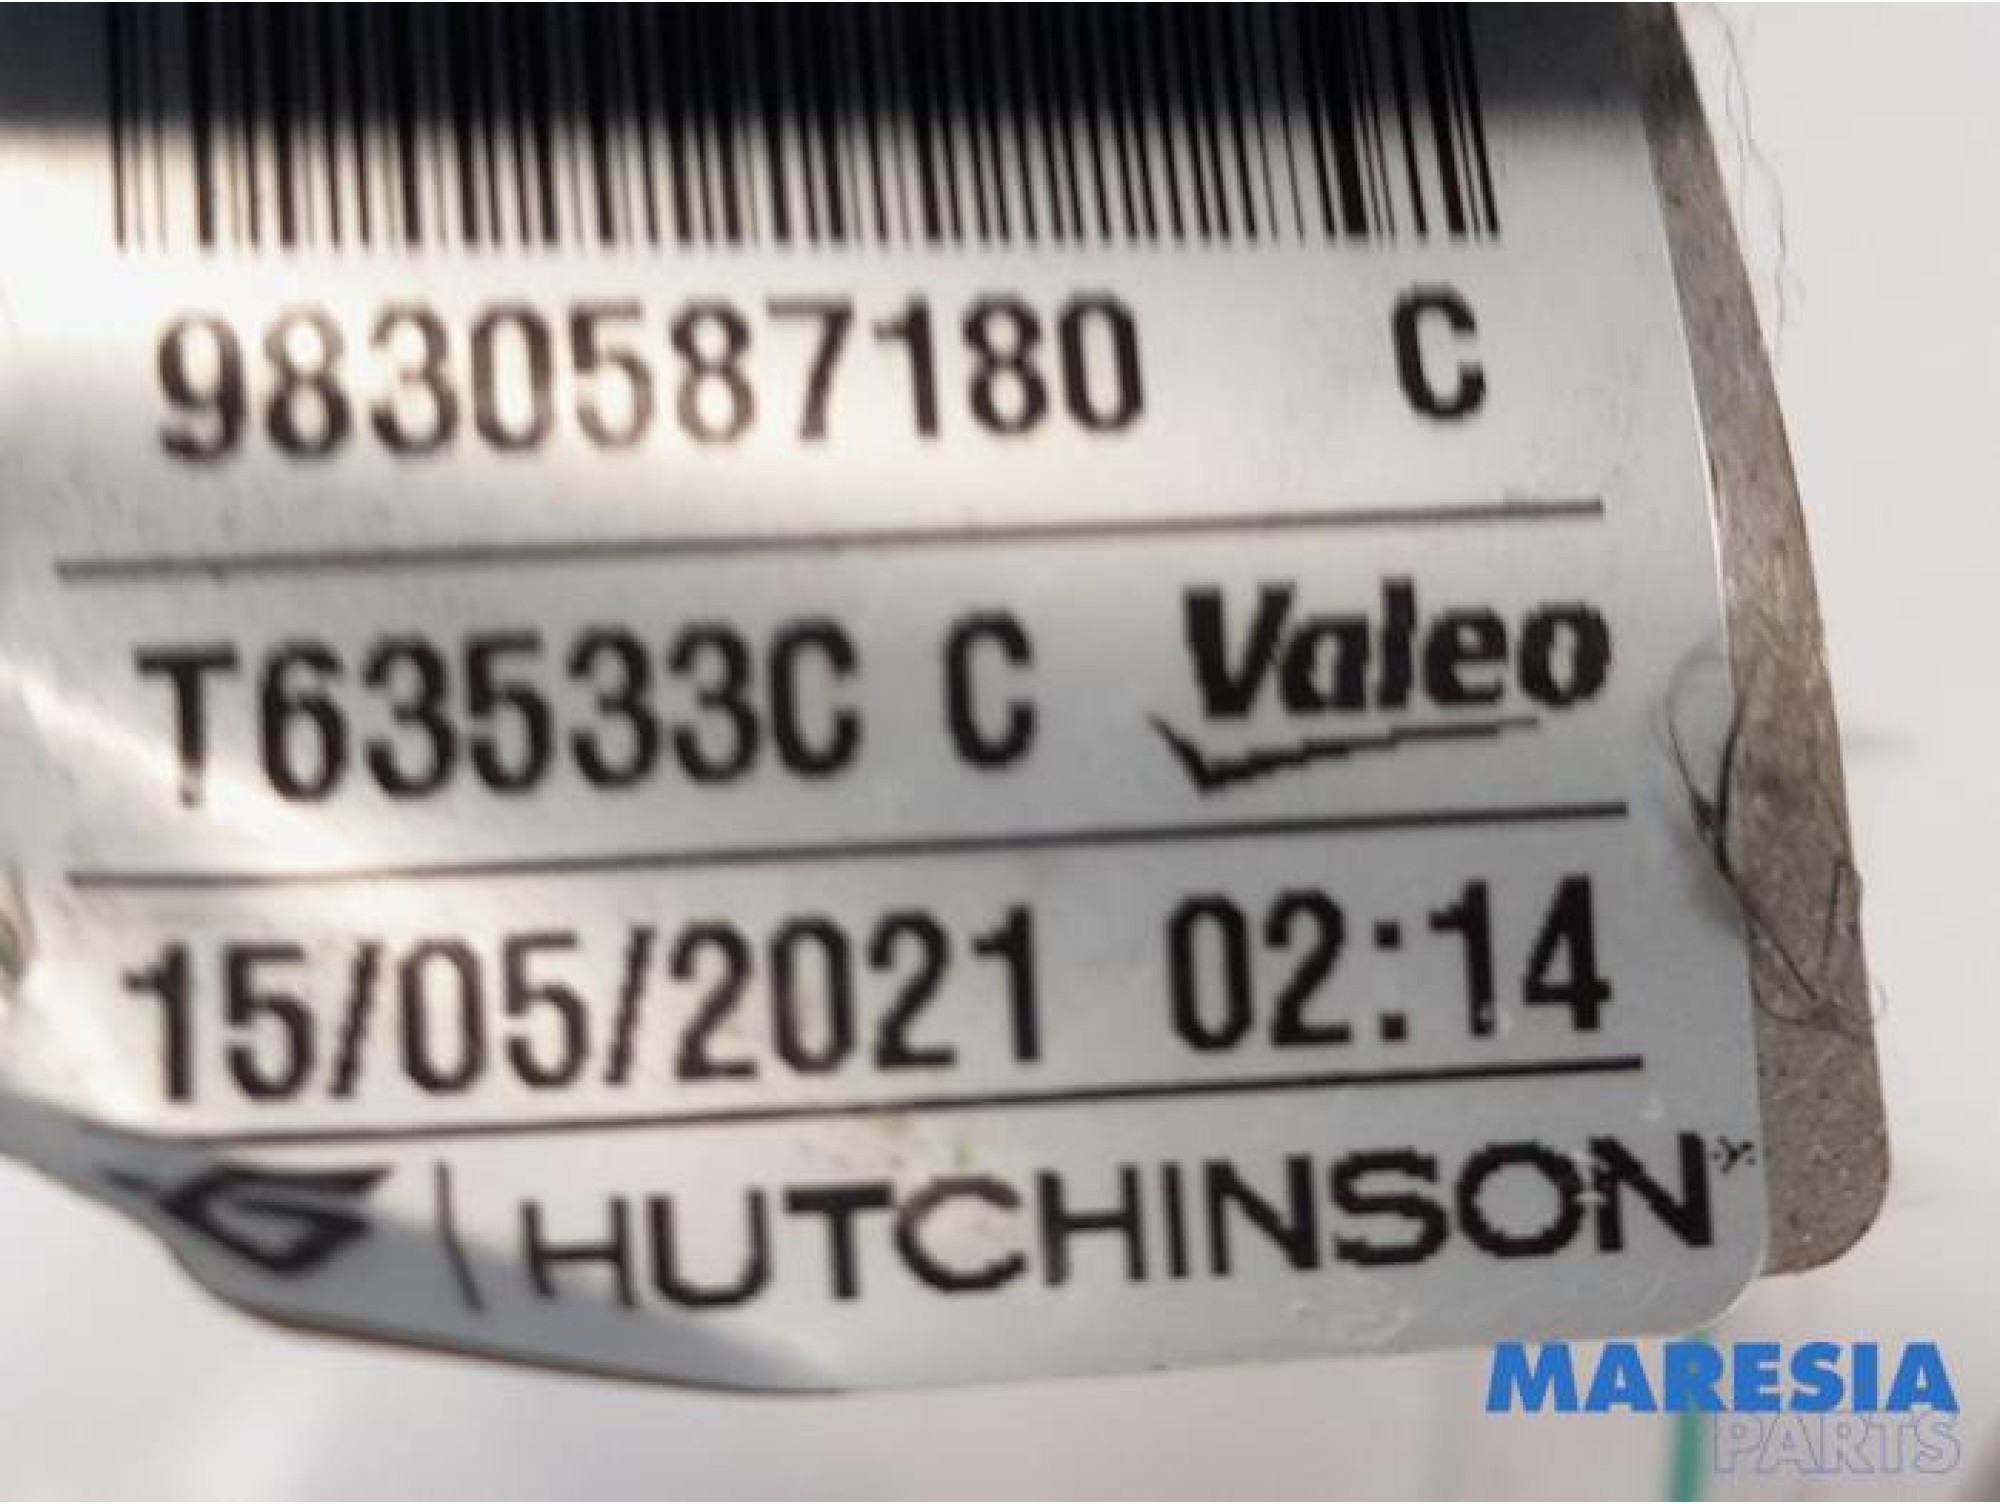 9830587180 C
T63533C C Valeo
15/05/2021 02:14
HUTCHINSON
MARESIA
PARTS